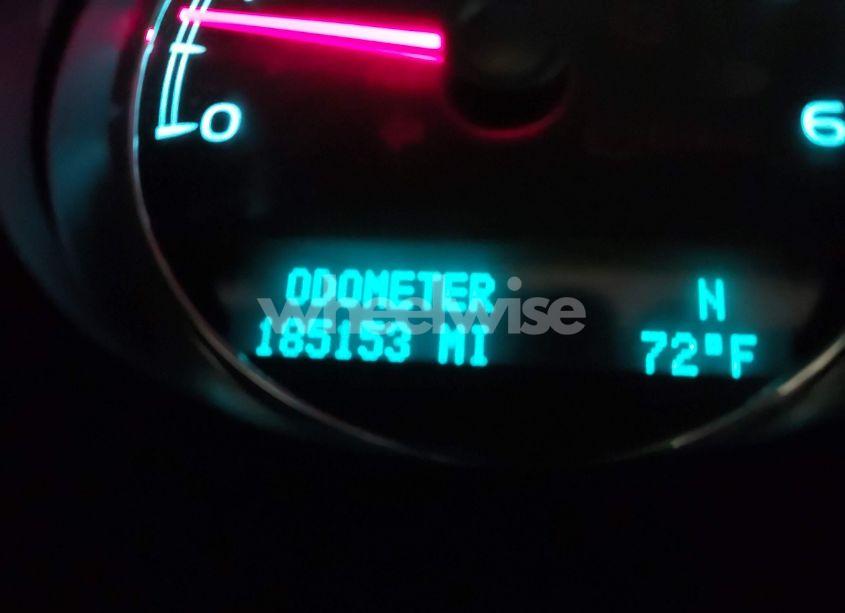 0
6
ODOMETER
N
wheelwise
185153 MI
72°F